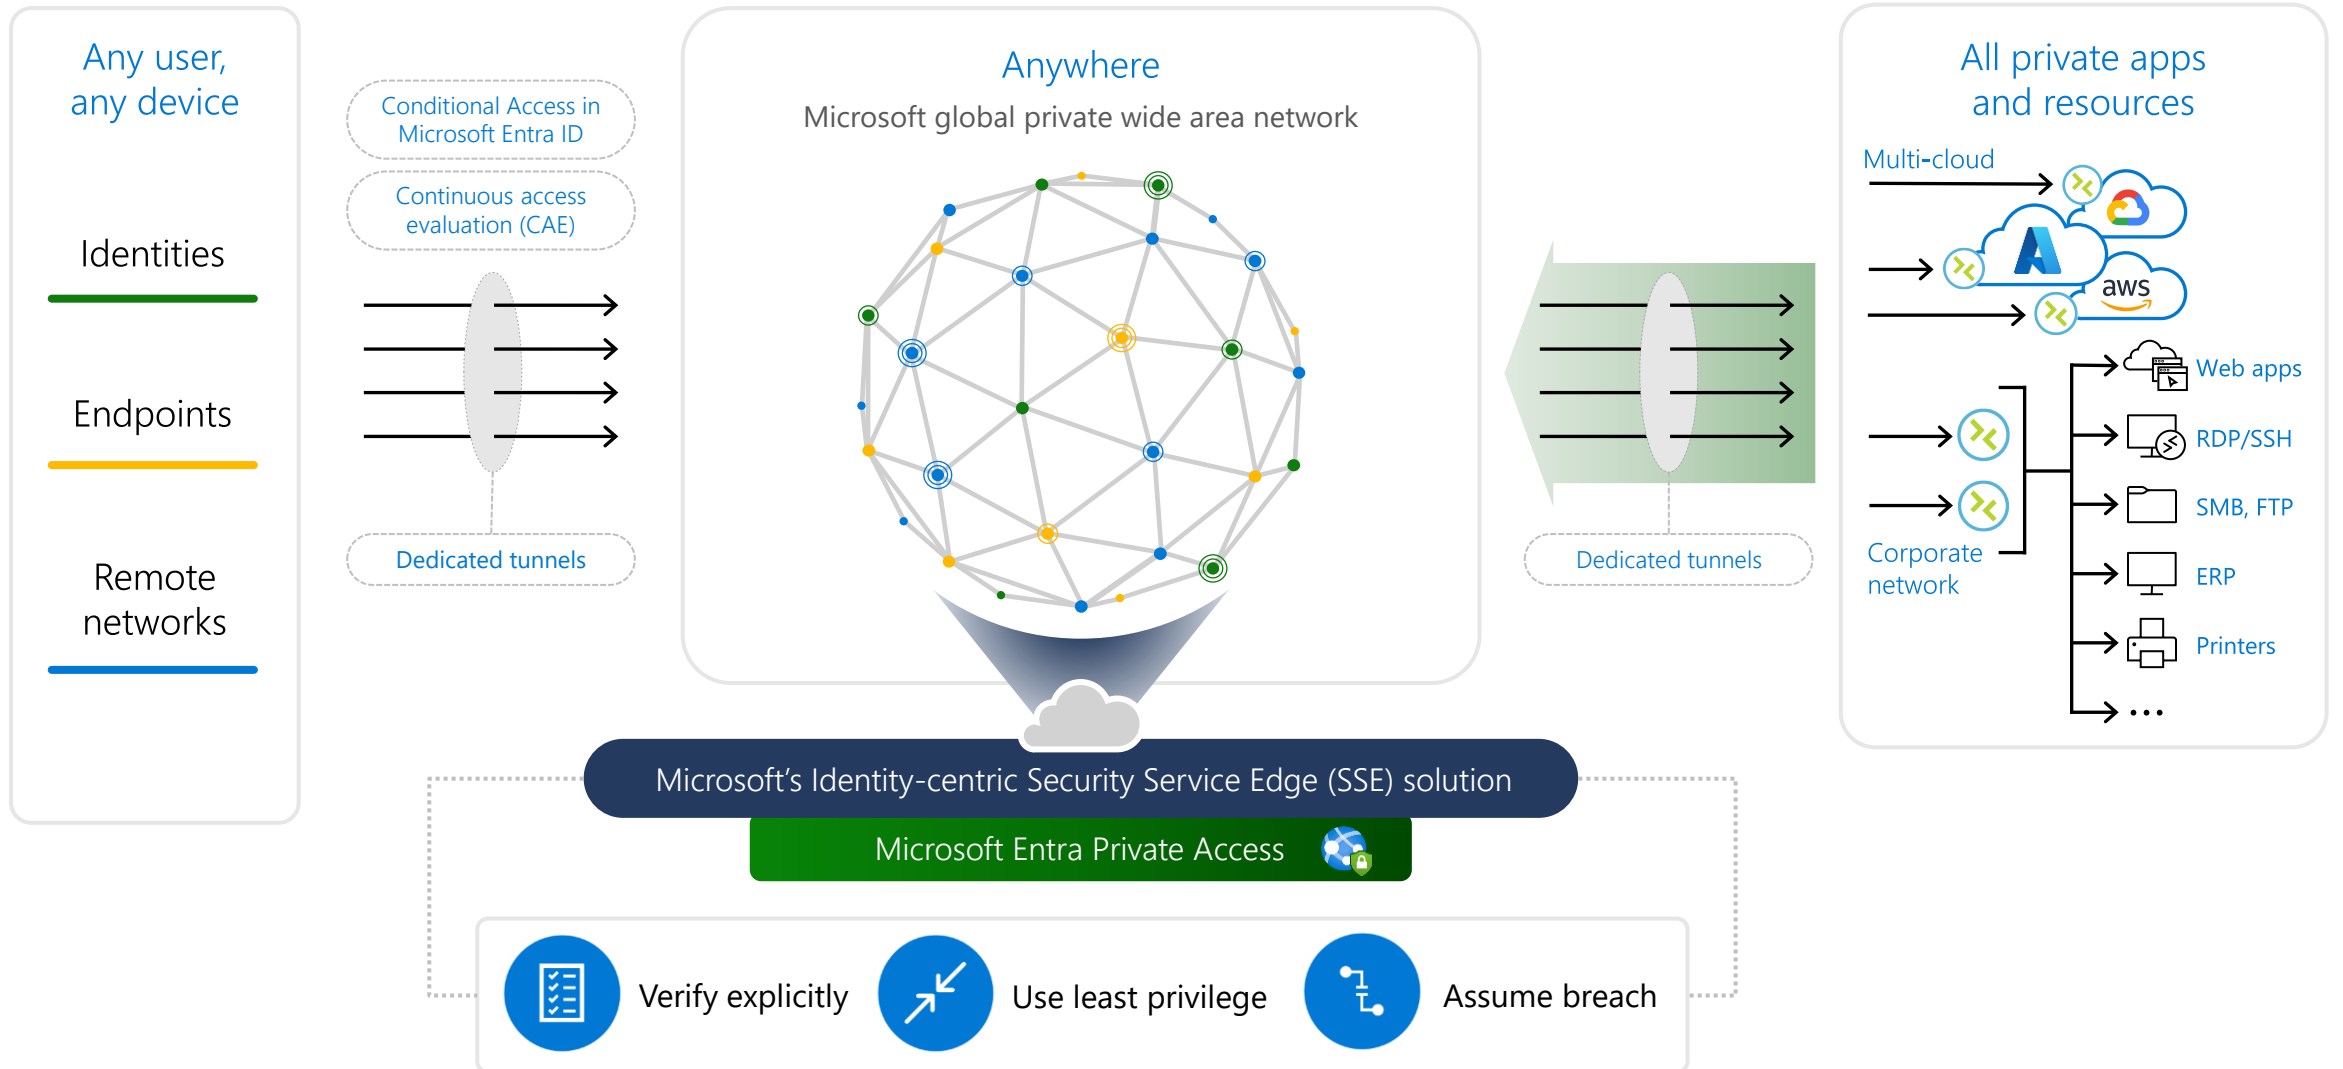 Any user,
any device
Identities
Endpoints
Remote
networks
Conditional Access in
Microsoft Entra ID
Continuous access
evaluation (CAE)
Dedicated tunnels
Anywhere
Microsoft global private wide area network
Dedicated tunnels
All private apps
and resources
Multi-cloud
aws
Corporate
network
Web apps
RDP/SSH
SMB, FTP
ERP
Printers
...
Microsoft’s Identity-centric Security Service Edge (SSE) solution
Microsoft Entra Private Access
Verify explicitly
Use least privilege
Assume breach